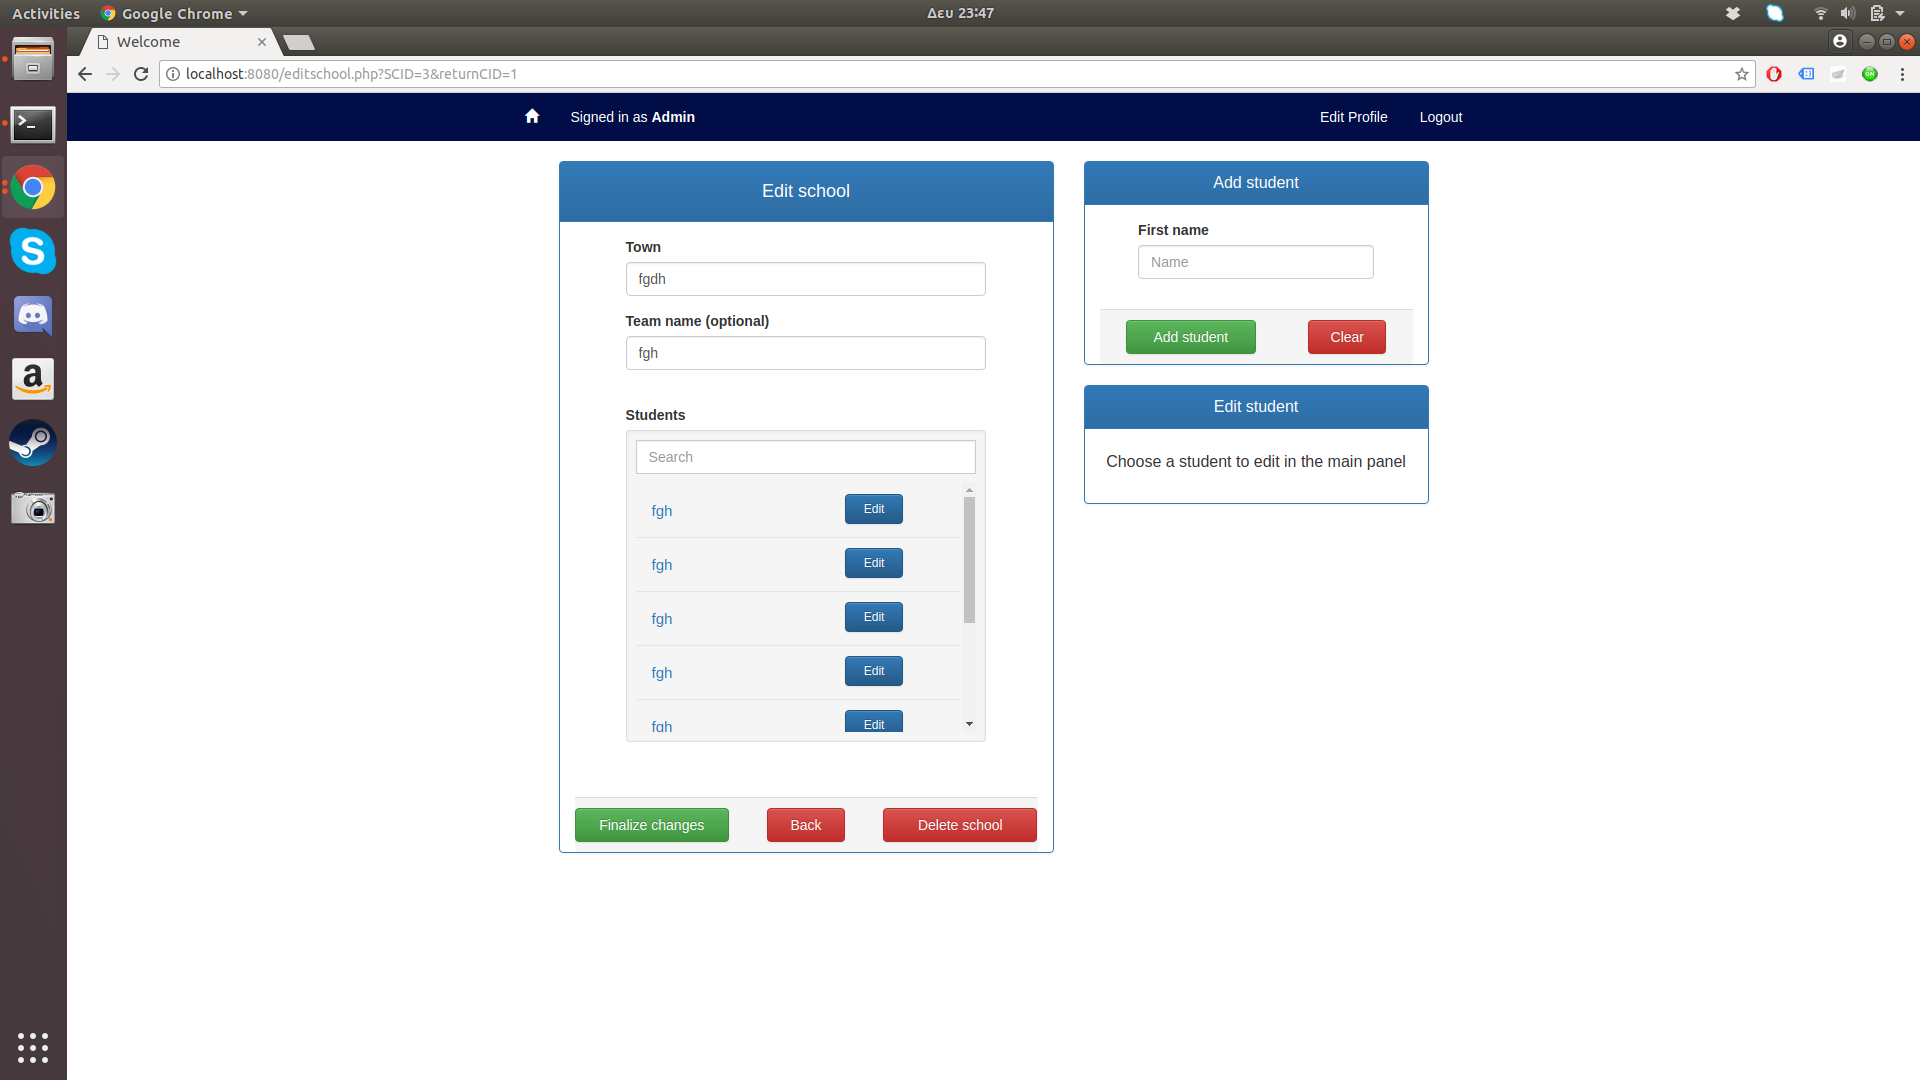 Activities
Google Chrome
Δευ 23:47
Welcome
localhost:8080/editschool.php?SCID=3&returnCID=1
Signed in as Admin
Edit Profile
Logout
Edit school
Town
fgdh
Team name (optional)
fgh
Students
Search
fgh Edit
fgh Edit
fgh Edit
fgh Edit
fgh Edit
Finalize changes
Back
Delete school
Add student
First name
Name
Add student
Clear
Edit student
Choose a student to edit in the main panel